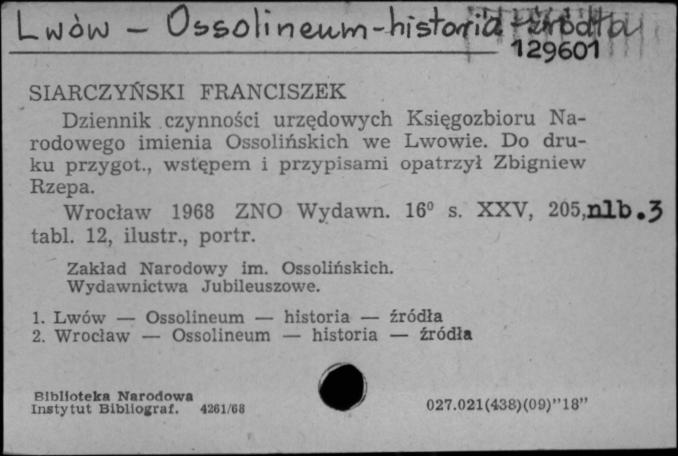 Lwów — Ossolineum - historia - źródła
129601
SIARCZYŃSKI FRANCISZEK
Dziennik czynności urzędowych Księgozbioru Na-
rodowego imienia Ossolińskich we Lwowie. Do dru-
ku przygot., wstępem i przypisami opatrzył Zbigniew
Rzepa.
Wrocław 1968 ZNO Wydawn. 16⁰ s. XXV, 205,nlb.3
tabl. 12, ilustr., portr.
Zakład Narodowy im. Ossolińskich.
Wydawnictwa Jubileuszowe.
1. Lwów — Ossolineum — historia — źródła
2. Wrocław — Ossolineum — historia — źródła
Biblioteka Narodowa
Instytut Bibliograf. 4261/68
027.021(438)(09)"18"